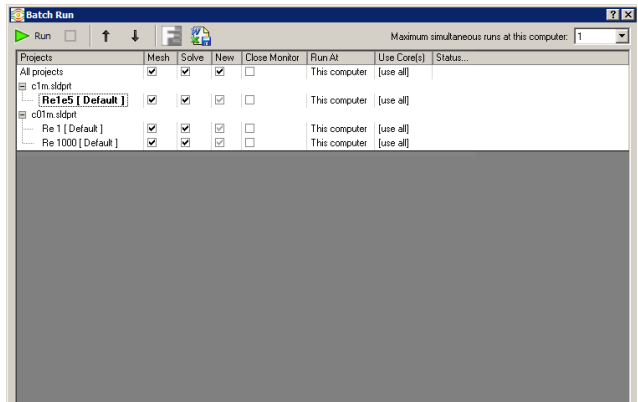 Batch Run
Run Maximum simultaneous runs at this computer: 1
Projects Mesh Solve New Close Monitor Run At Use Core(s) Status...
All projects This computer [use all]
c1m.sldprt
Re1e5 [ Default ] This computer [use all]
c01m.sldprt
Re 1 [ Default ] This computer [use all]
Re 1000 [ Default ] This computer [use all]